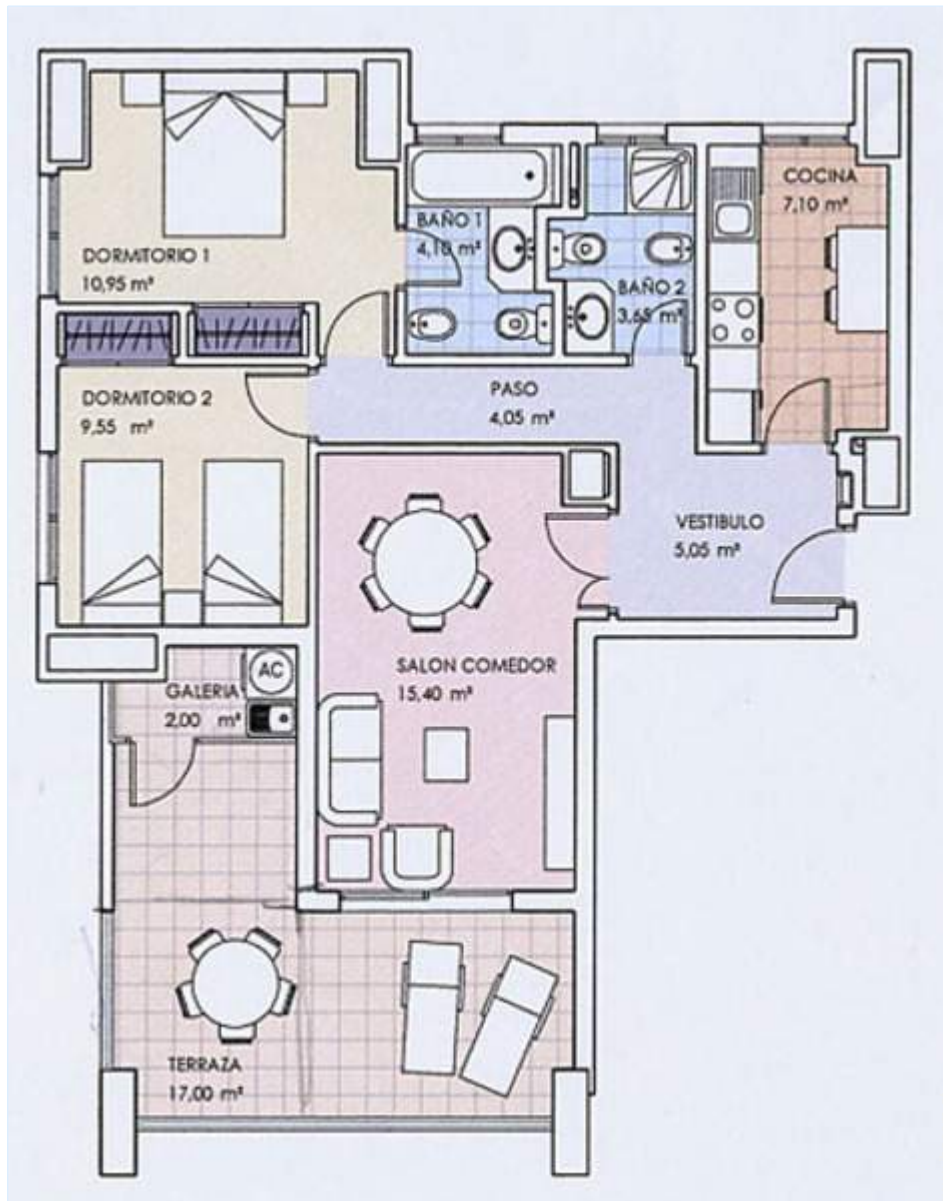 COCINA
7,10 m²
BAÑO 1
4,10 m²
DORMITORIO 1
10,95 m²
BAÑO 2
3,65 m²
PASO
4,05 m²
DORMITORIO 2
9,55 m²
VESTIBULO
5,05 m²
SALON COMEDOR
15,40 m²
AC
GALERIA
2,00 m²
TERRAZA
17,00 m²